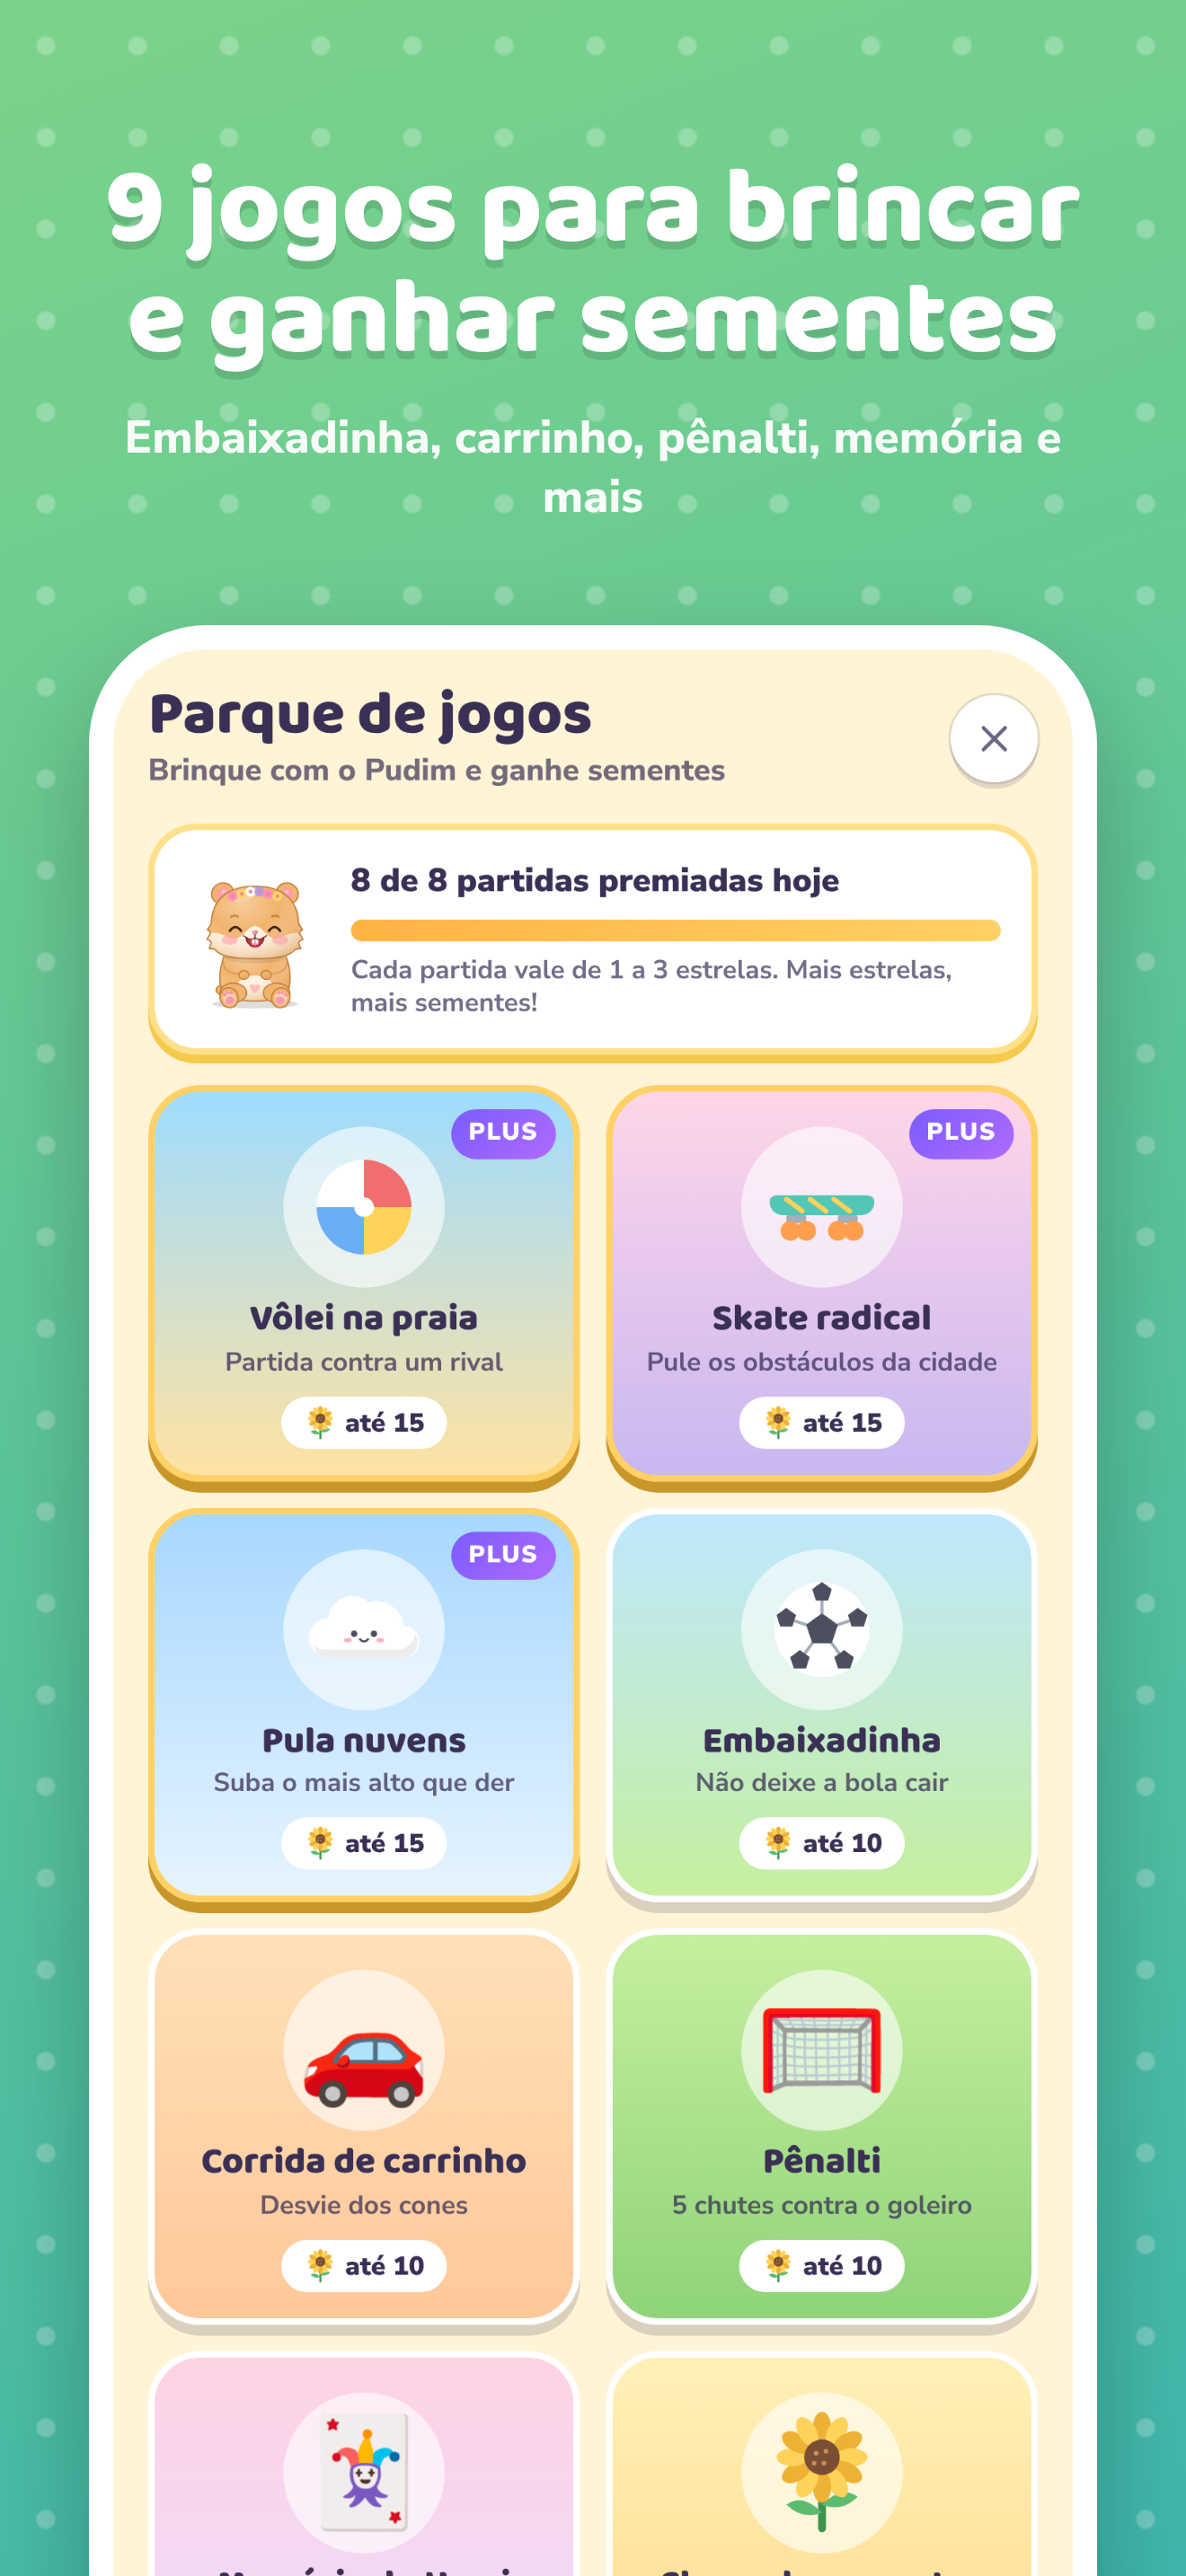 9 jogos para brincar
e ganhar sementes
Embaixadinha, carrinho, pênalti, memória e
mais
Parque de jogos
Brinque com o Pudim e ganhe sementes
8 de 8 partidas premiadas hoje
Cada partida vale de 1 a 3 estrelas. Mais estrelas,
mais sementes!
PLUS
Vôlei na praia
Partida contra um rival
até 15
PLUS
Skate radical
Pule os obstáculos da cidade
até 15
PLUS
Pula nuvens
Suba o mais alto que der
até 15
Embaixadinha
Não deixe a bola cair
até 10
Corrida de carrinho
Desvie dos cones
até 10
Pênalti
5 chutes contra o goleiro
até 10